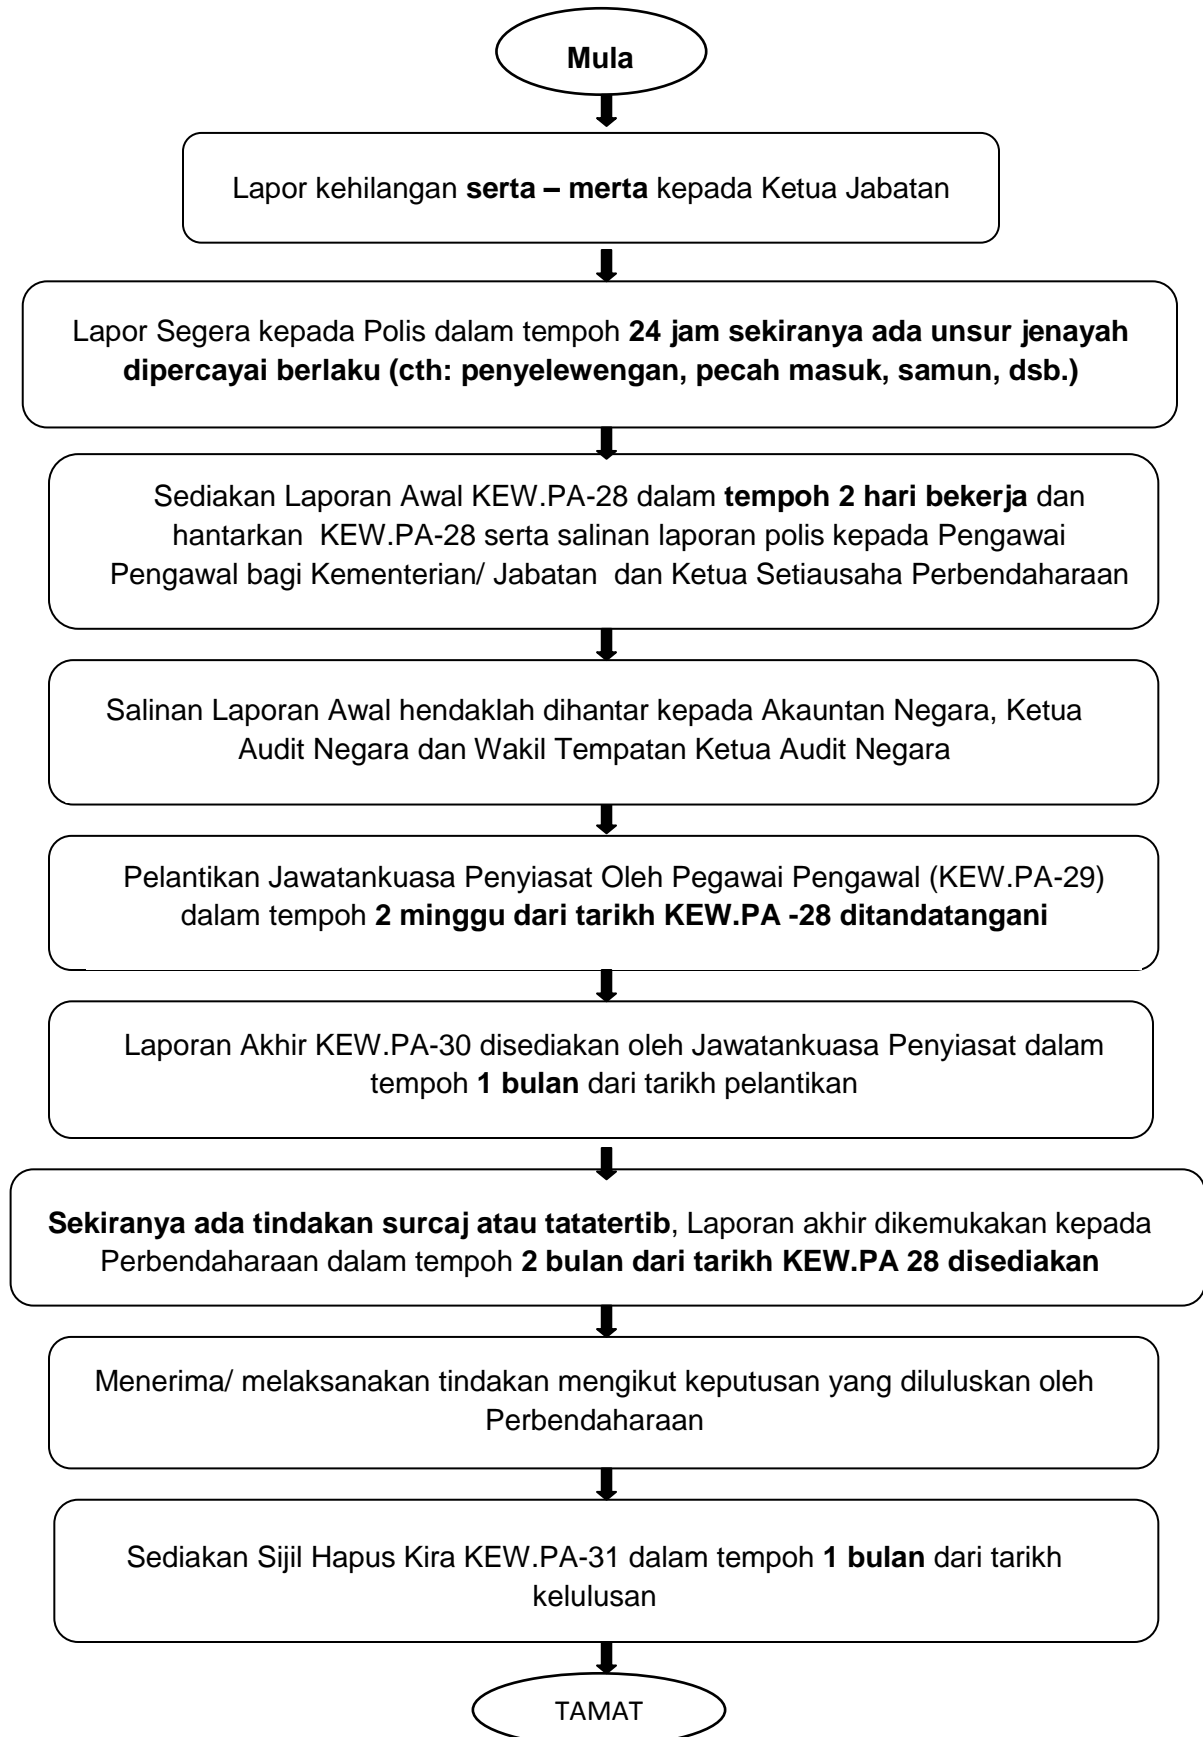 Mula
Lapor kehilangan serta – merta kepada Ketua Jabatan
Lapor Segera kepada Polis dalam tempoh 24 jam sekiranya ada unsur jenayah
dipercayai berlaku (cth: penyelewengan, pecah masuk, samun, dsb.)
Sediakan Laporan Awal KEW.PA-28 dalam tempoh 2 hari bekerja dan
hantarkan  KEW.PA-28 serta salinan laporan polis kepada Pengawai
Pengawal bagi Kementerian/ Jabatan  dan Ketua Setiausaha Perbendaharaan
Salinan Laporan Awal hendaklah dihantar kepada Akauntan Negara, Ketua
Audit Negara dan Wakil Tempatan Ketua Audit Negara
Pelantikan Jawatankuasa Penyiasat Oleh Pegawai Pengawal (KEW.PA-29)
dalam tempoh 2 minggu dari tarikh KEW.PA -28 ditandatangani
Laporan Akhir KEW.PA-30 disediakan oleh Jawatankuasa Penyiasat dalam
tempoh 1 bulan dari tarikh pelantikan
Sekiranya ada tindakan surcaj atau tatatertib, Laporan akhir dikemukakan kepada
Perbendaharaan dalam tempoh 2 bulan dari tarikh KEW.PA 28 disediakan
Menerima/ melaksanakan tindakan mengikut keputusan yang diluluskan oleh
Perbendaharaan
Sediakan Sijil Hapus Kira KEW.PA-31 dalam tempoh 1 bulan dari tarikh
kelulusan
TAMAT